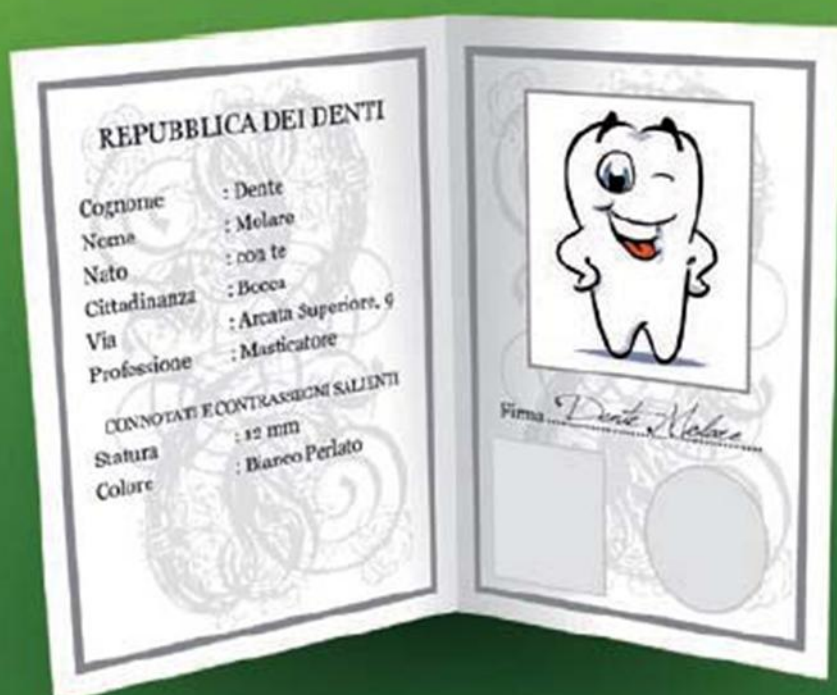 REPUBBLICA DEI DENTI
Cognome : Dente
Nome : Molare
Nato : con te
Cittadinanza : Bocca
Via : Arcata Superiore, 9
Professione : Masticatore
CONNOTATI E CONTRASSEGNI SALIENTI
Statura : 12 mm
Colore : Bianco Perlato
Firma Dente Molare